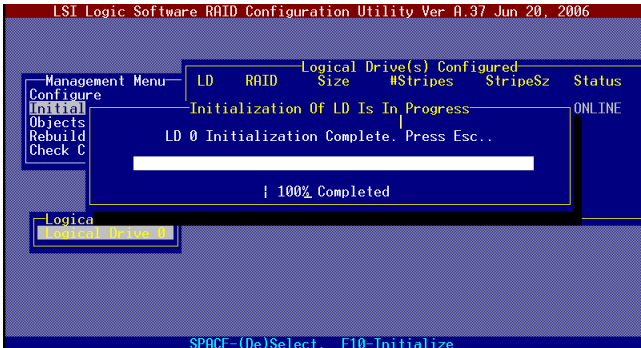 LSI Logic Software RAID Configuration Utility Ver A.37 Jun 20, 2006
Logical Drive(s) Configured
LD RAID Size #Stripes StripeSz Status
ONLINE
Management Menu
Configure
Initial
Objects
Rebuild
Check C
Initialization Of LD Is In Progress
LD 0 Initialization Complete. Press Esc..
| 100% Completed
Logica
Logical Drive 0
SPACE-(De)Select, F10-Initialize